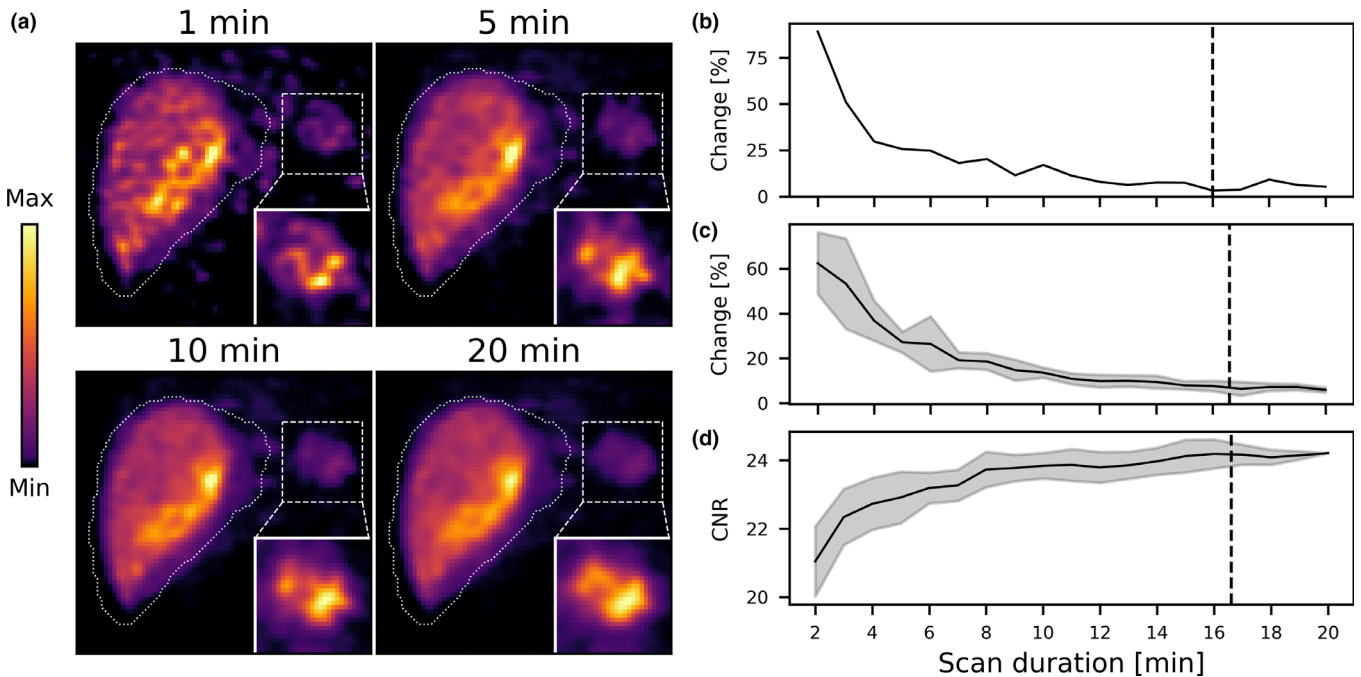 (a)
1 min
5 min
10 min
20 min
Max
Min
(b)
Change [%]
75
50
25
0
(c)
Change [%]
60
40
20
0
(d)
CNR
24
22
20
2 4 6 8 10 12 14 16 18 20
Scan duration [min]